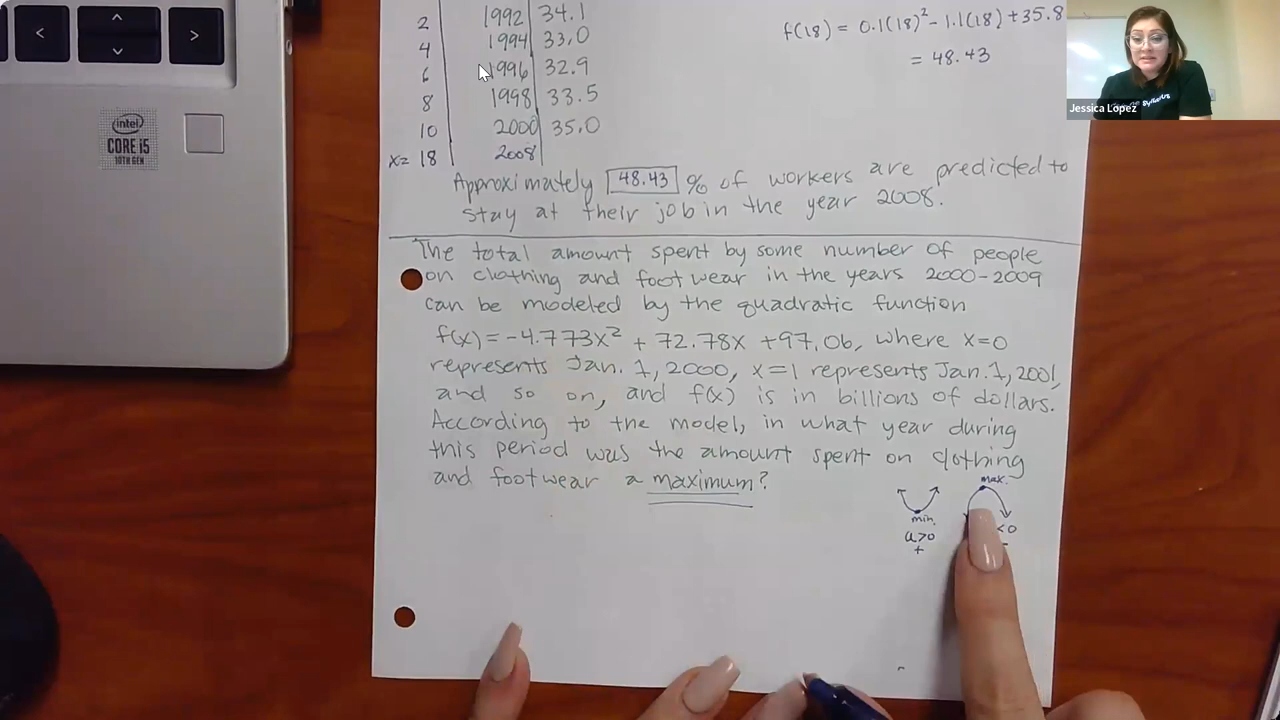 2 1992 34.1
4 1994 33.0
6 1996 32.9
8 1998 33.5
10 2000 35.0
x= 18 2008
f(18) = 0.1(18)² - 1.1(18) + 35.8
= 48.43
Jessica Lopez
intel
CORE i5
10TH GEN
Approximately 48.43 % of workers are predicted to
stay at their job in the year 2008.
The total amount spent by some number of people
on clothing and footwear in the years 2000-2009
can be modeled by the quadratic function
f(x) = -4.773x² + 72.78x + 97.06, where x=0
represents Jan. 1, 2000, x=1 represents Jan. 1, 2001,
and so on, and f(x) is in billions of dollars.
According to the model, in what year during
this period was the amount spent on clothing
and footwear a maximum?
max.
min.
a>0 <0
+ -